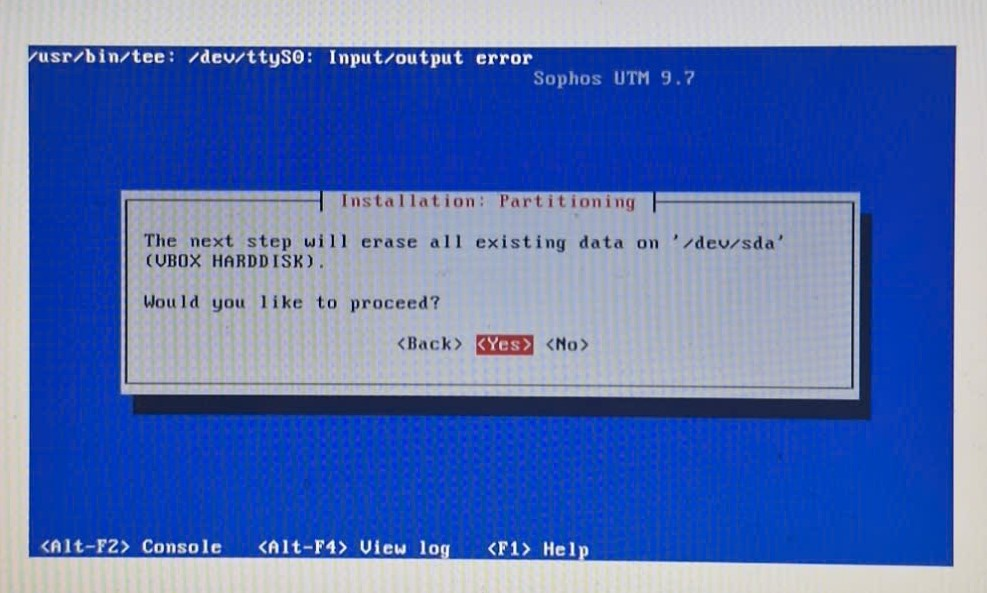 /usr/bin/tee: /dev/ttyS0: Input/output error
Sophos UTM 9.7
Installation: Partitioning
The next step will erase all existing data on '/dev/sda'
(VBOX HARDDISK).
Would you like to proceed?
<Back> <Yes> <No>
<Alt-F2> Console <Alt-F4> View log <F1> Help